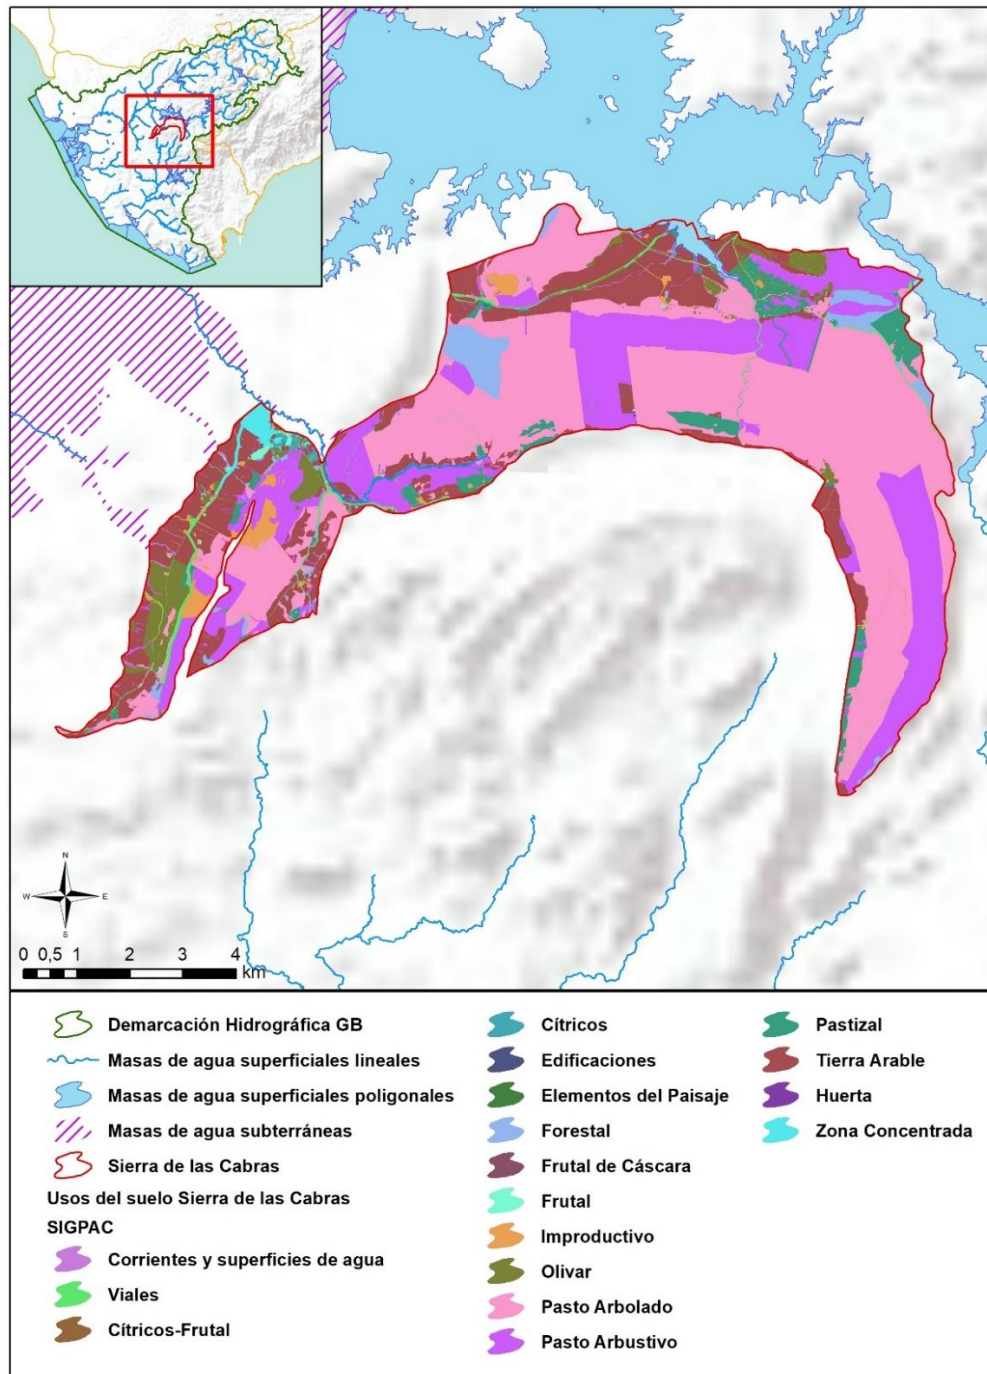 N
W E
S
0 0,5 1 2 3 4
km
Demarcación Hidrográfica GB
Masas de agua superficiales lineales
Masas de agua superficiales poligonales
Masas de agua subterráneas
Sierra de las Cabras
Usos del suelo Sierra de las Cabras
SIGPAC
Corrientes y superficies de agua
Viales
Cítricos-Frutal
Cítricos
Edificaciones
Elementos del Paisaje
Forestal
Frutal de Cáscara
Frutal
Improductivo
Olivar
Pasto Arbolado
Pasto Arbustivo
Pastizal
Tierra Arable
Huerta
Zona Concentrada